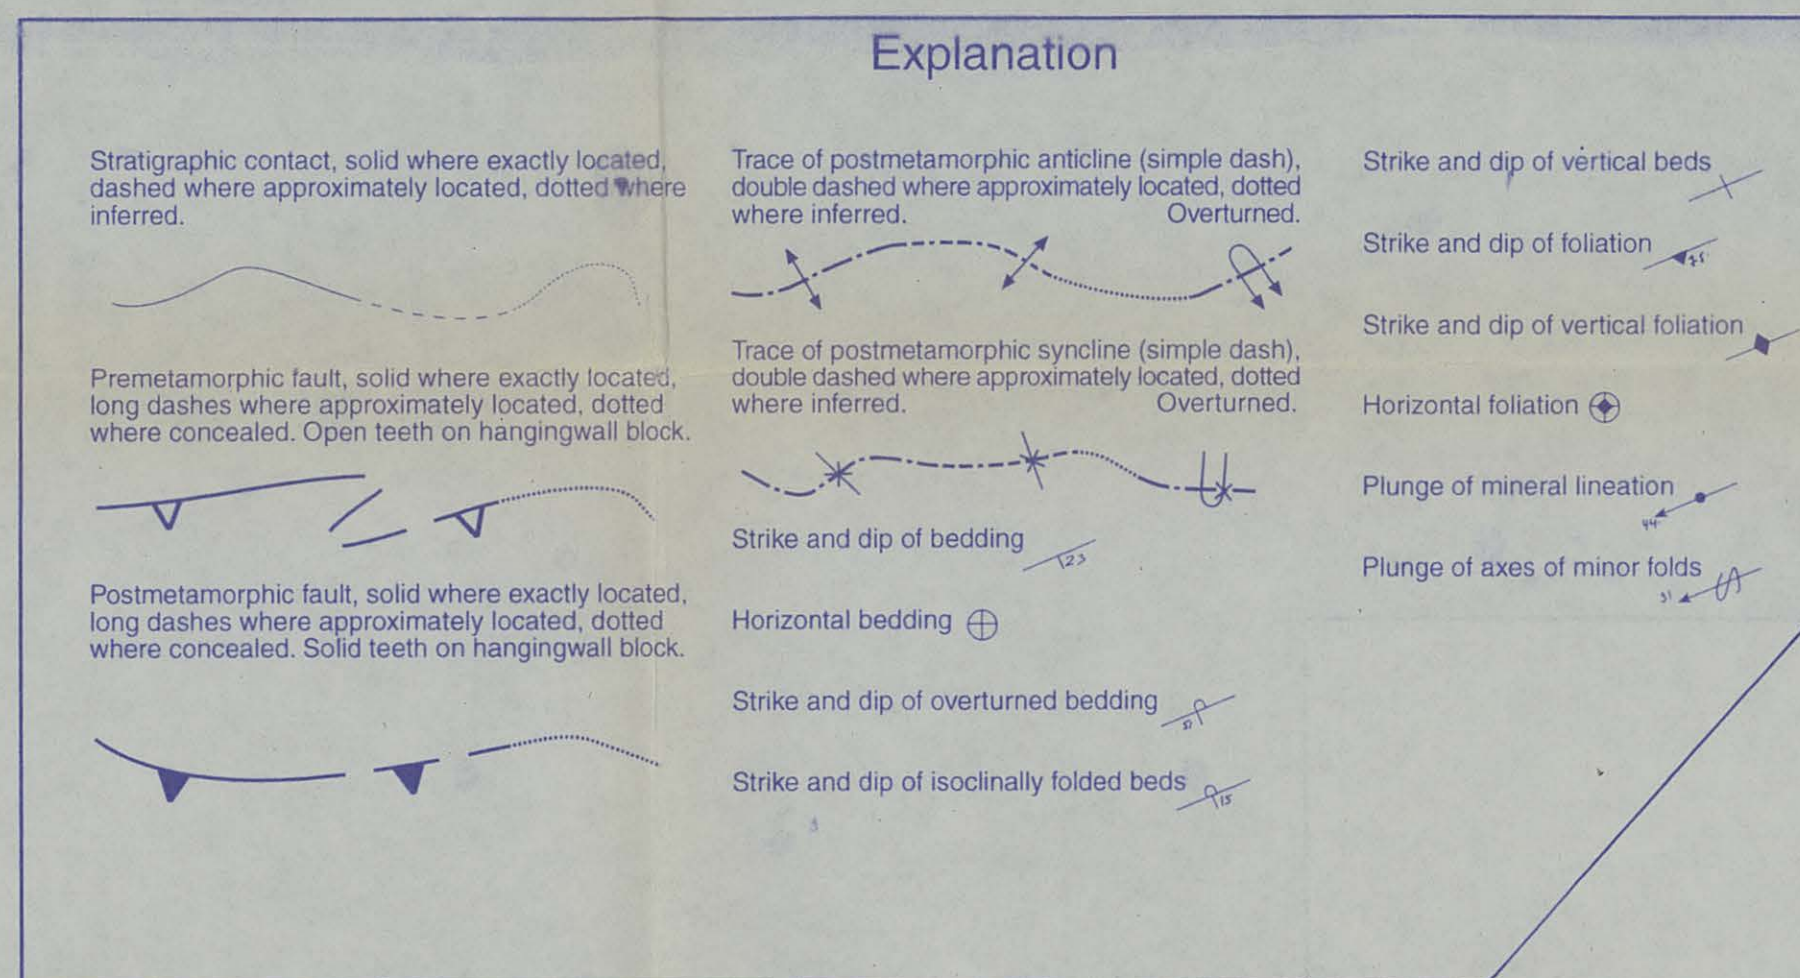 Explanation
Stratigraphic contact, solid where exactly located,
dashed where approximately located, dotted where
inferred.
Premetamorphic fault, solid where exactly located,
long dashes where approximately located, dotted
where concealed. Open teeth on hangingwall block.
Postmetamorphic fault, solid where exactly located,
long dashes where approximately located, dotted
where concealed. Solid teeth on hangingwall block.
Trace of postmetamorphic anticline (simple dash),
double dashed where approximately located, dotted
where inferred. Overturned.
Trace of postmetamorphic syncline (simple dash),
double dashed where approximately located, dotted
where inferred. Overturned.
Strike and dip of bedding 23
Horizontal bedding
Strike and dip of overturned bedding
Strike and dip of isoclinally folded beds 15
Strike and dip of vertical beds
Strike and dip of foliation
Strike and dip of vertical foliation
Horizontal foliation
Plunge of mineral lineation
44
Plunge of axes of minor folds
31